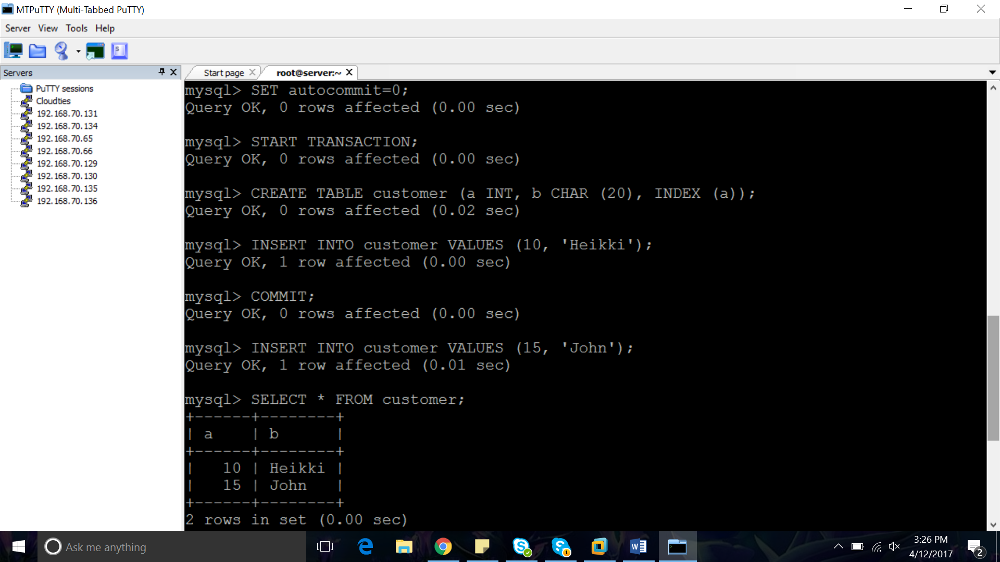 MTPuTTY (Multi-Tabbed PuTTY)
Server View Tools Help
Servers
PuTTY sessions
Cloudties
192.168.70.131
192.168.70.134
192.168.70.65
192.168.70.66
192.168.70.129
192.168.70.130
192.168.70.135
192.168.70.136
Start page root@server:~
mysql> SET autocommit=0;
Query OK, 0 rows affected (0.00 sec)
mysql> START TRANSACTION;
Query OK, 0 rows affected (0.00 sec)
mysql> CREATE TABLE customer (a INT, b CHAR (20), INDEX (a));
Query OK, 0 rows affected (0.02 sec)
mysql> INSERT INTO customer VALUES (10, 'Heikki');
Query OK, 1 row affected (0.00 sec)
mysql> COMMIT;
Query OK, 0 rows affected (0.00 sec)
mysql> INSERT INTO customer VALUES (15, 'John');
Query OK, 1 row affected (0.01 sec)
mysql> SELECT * FROM customer;
+------+--------+
| a    | b      |
+------+--------+
|   10 | Heikki |
|   15 | John   |
+------+--------+
2 rows in set (0.00 sec)
Ask me anything
3:26 PM
4/12/2017
2